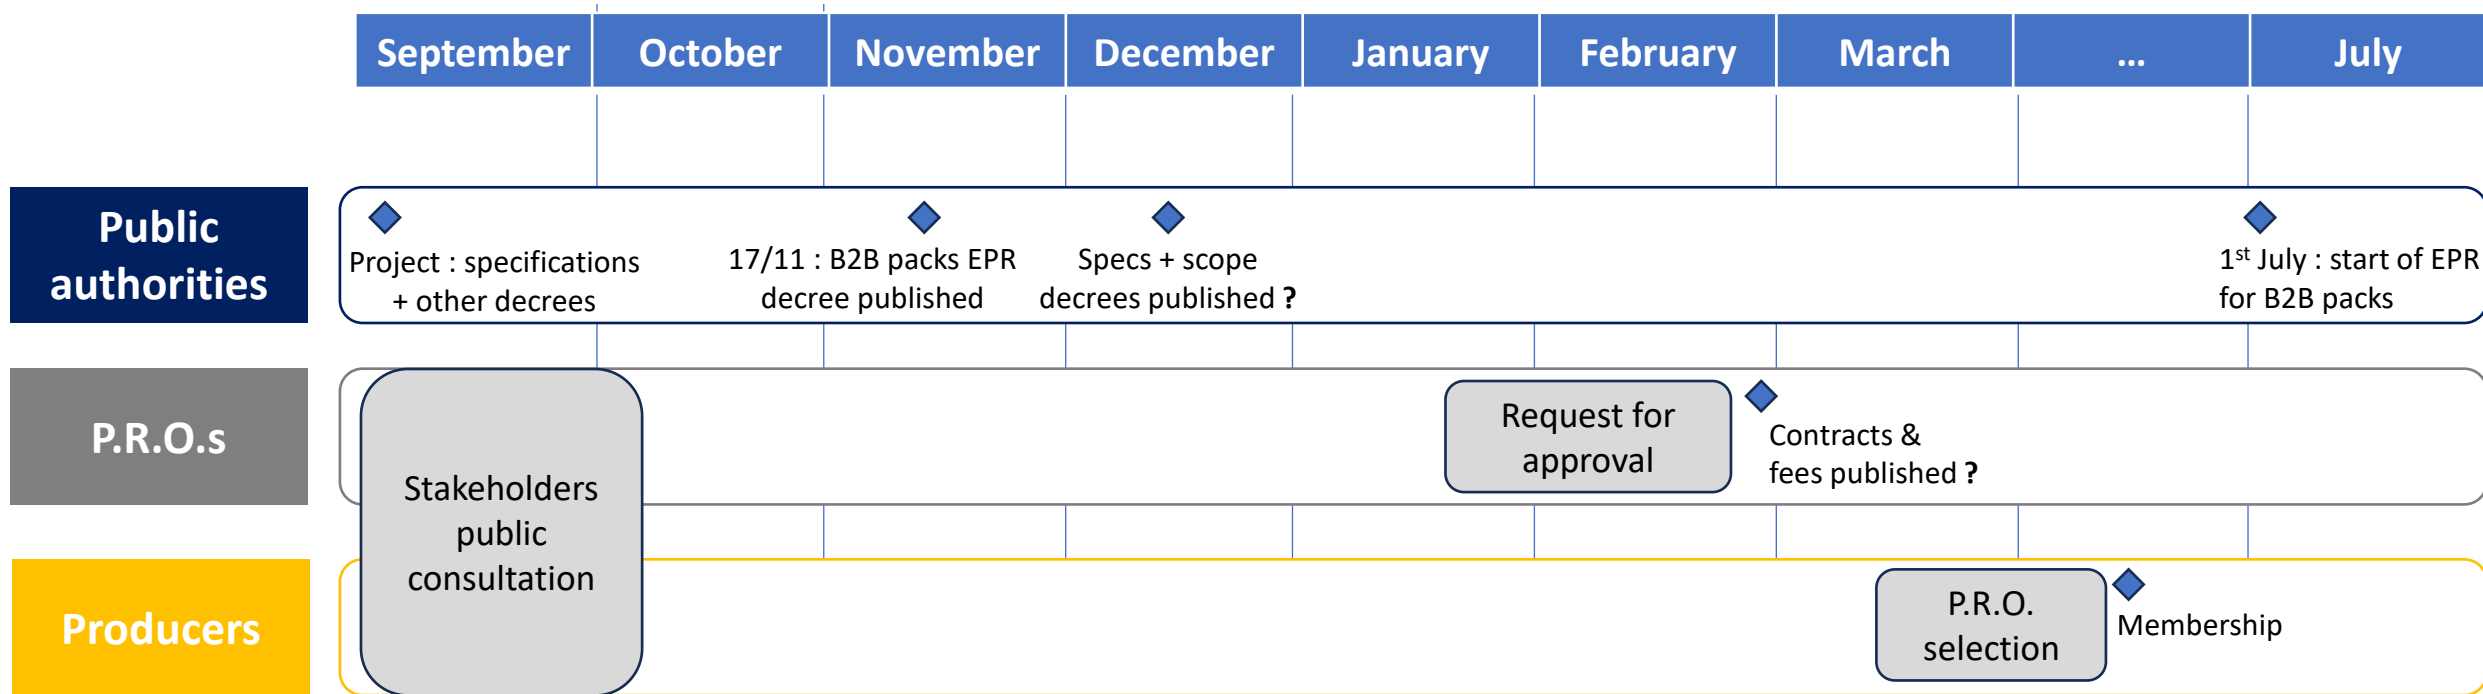 September October November December January February March ... July
Public
authorities
Project : specifications
+ other decrees
17/11 : B2B packs EPR
decree published
Specs + scope
decrees published ?
1st July : start of EPR
for B2B packs
P.R.O.s
Stakeholders
public
consultation
Request for
approval
Contracts &
fees published ?
Producers
P.R.O.
selection
Membership